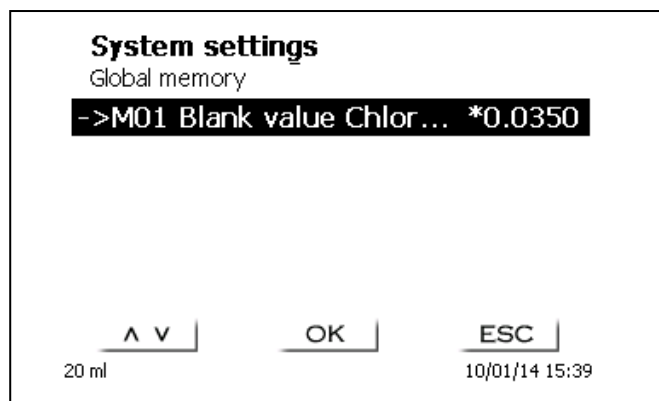 System settings
Global memory
->M01 Blank value Chlor... *0.0350
∧ ∨ OK ESC
20 ml 10/01/14 15:39